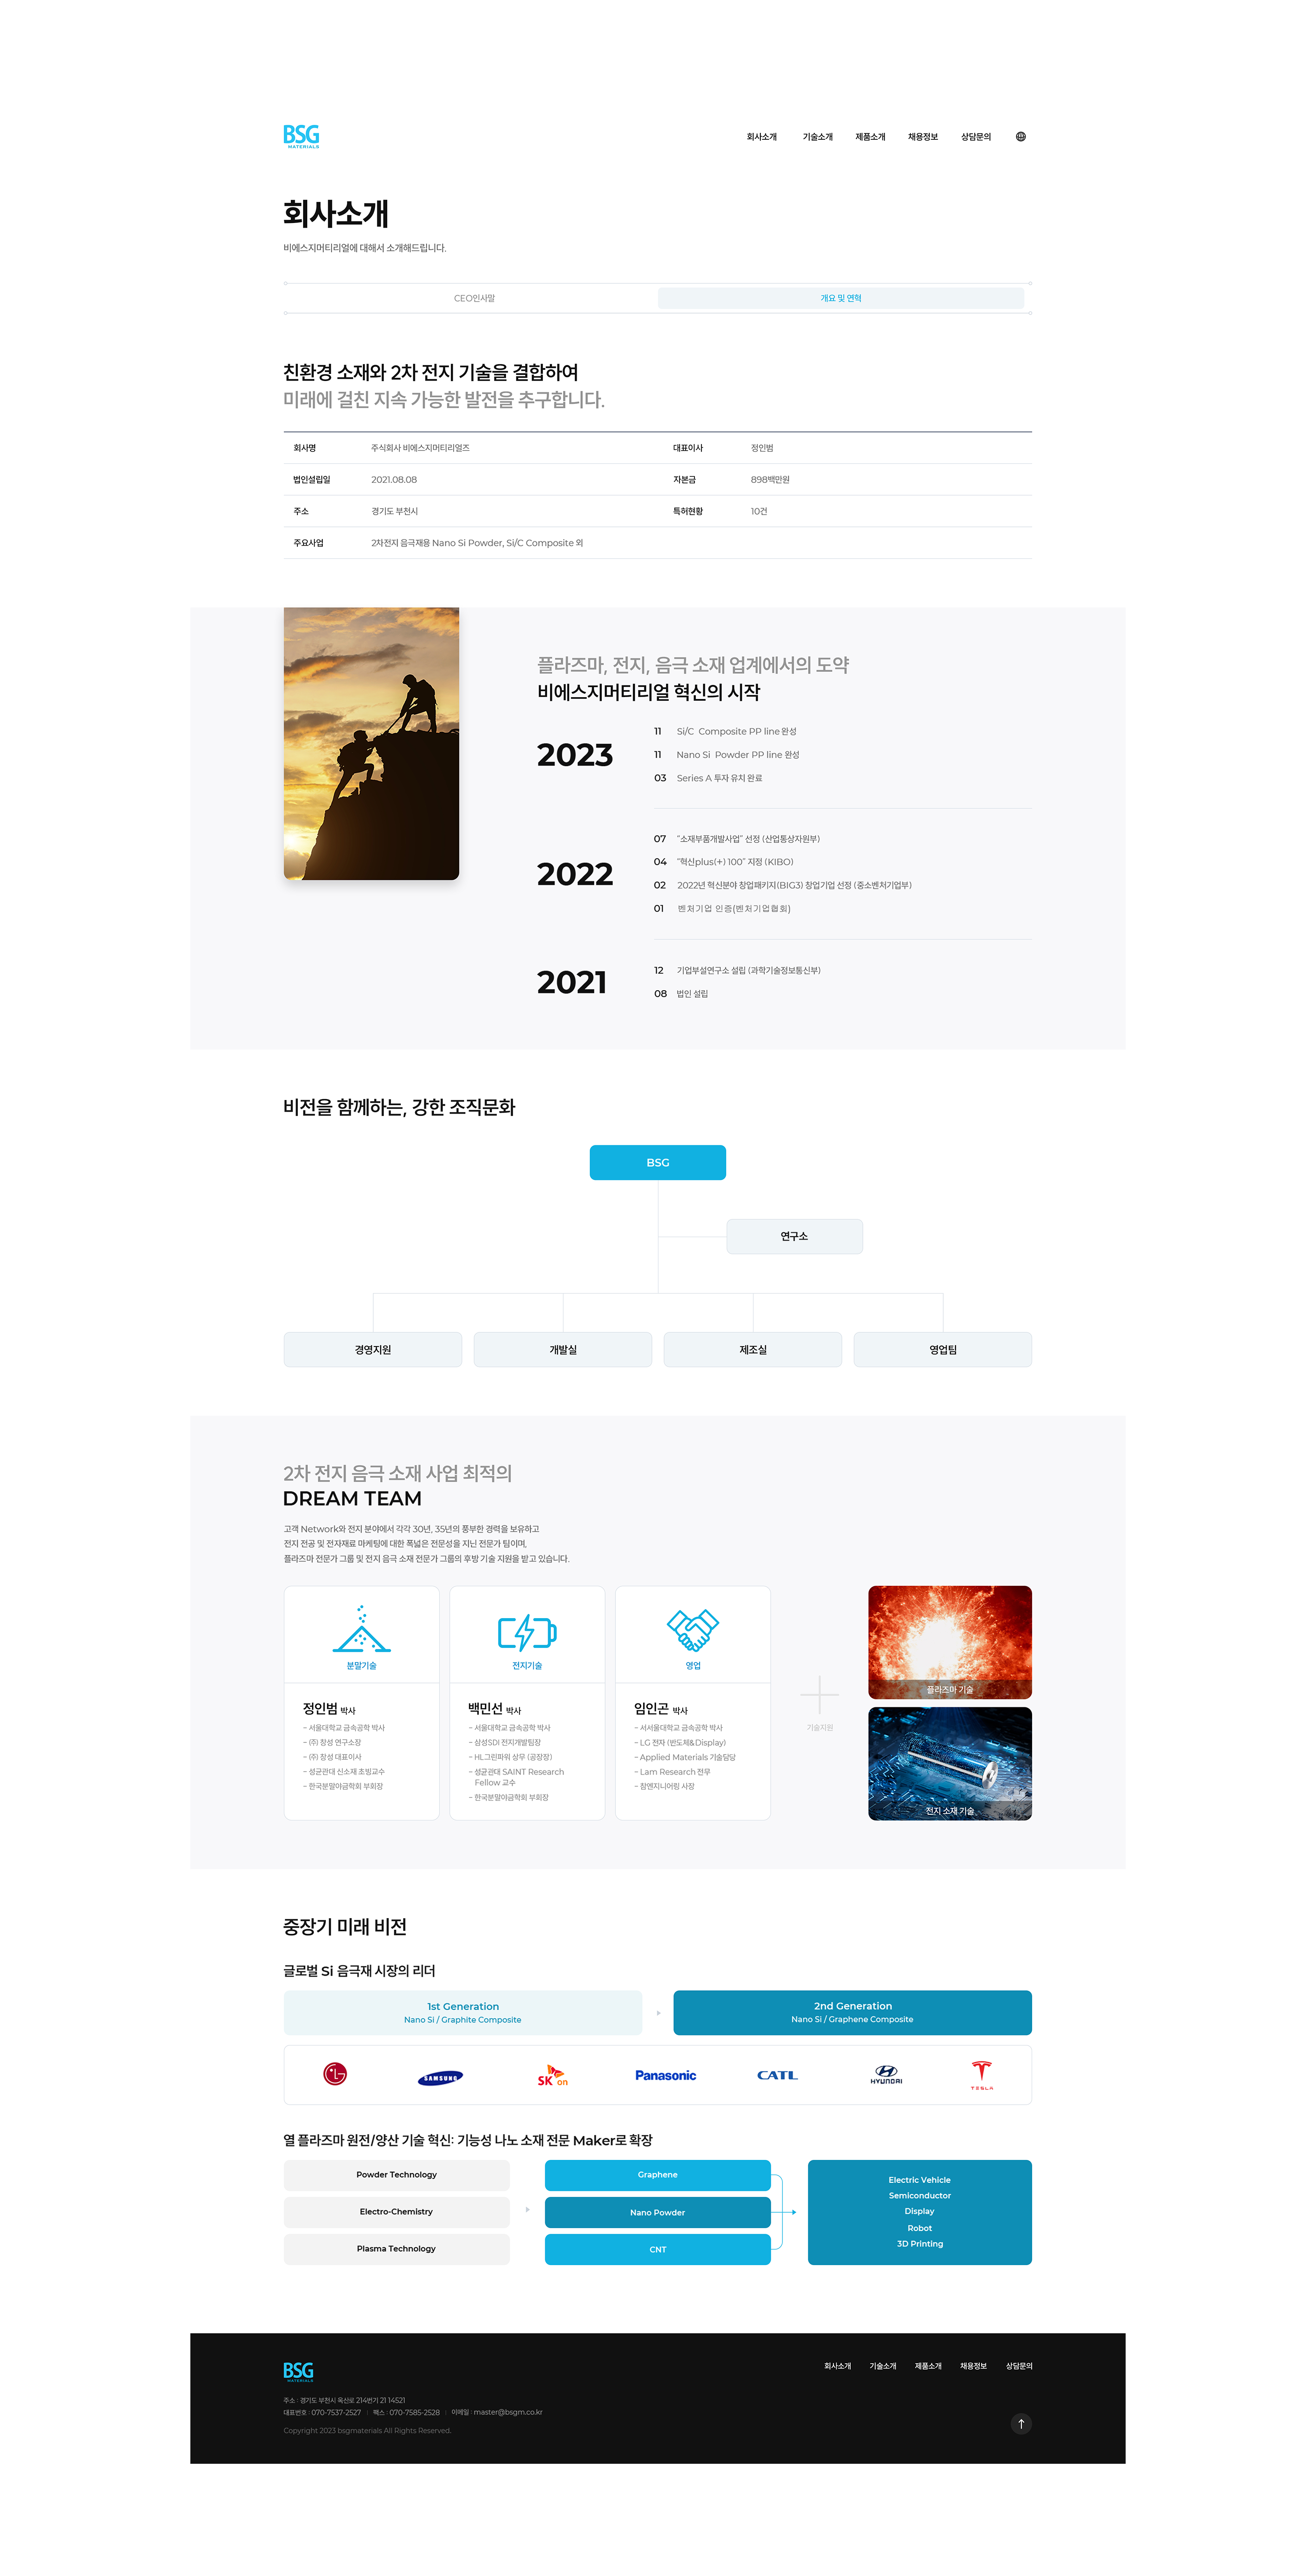 BSG
MATERIALS
회사소개
기술소개
제품소개
채용정보
상담문의
회사소개
비에스지머티리얼에 대해서 소개해드립니다.
CEO인사말
개요 및 연혁
친환경 소재와 2차 전지 기술을 결합하여
미래에 걸친 지속 가능한 발전을 추구합니다.
회사명 주식회사 비에스지머티리얼즈 대표이사 정인범
법인설립일 2021.08.08 자본금 898백만원
주소 경기도 부천시 특허현황 10건
주요사업 2차전지 음극재용 Nano Si Powder, Si/C Composite 외
플라즈마, 전지, 음극 소재 업계에서의 도약
비에스지머티리얼 혁신의 시작
2023
11 Si/C Composite PP line 완성
11 Nano Si Powder PP line 완성
03 Series A 투자 유치 완료
2022
07 "소재부품개발사업" 선정 (산업통상자원부)
04 "혁신plus(+) 100" 지정 (KIBO)
02 2022년 혁신분야 창업패키지(BIG3) 창업기업 선정 (중소벤처기업부)
01 벤처기업 인증(벤처기업협회)
2021
12 기업부설연구소 설립 (과학기술정보통신부)
08 법인 설립
비전을 함께하는, 강한 조직문화
BSG
연구소
경영지원
개발실
제조실
영업팀
2차 전지 음극 소재 사업 최적의
DREAM TEAM
고객 Network와 전지 분야에서 각각 30년, 35년의 풍부한 경력을 보유하고
전지 전공 및 전자재료 마케팅에 대한 폭넓은 전문성을 지닌 전문가 팀이며,
플라즈마 전문가 그룹 및 전지 음극 소재 전문가 그룹의 후방 기술 지원을 받고 있습니다.
분말기술
정인범 박사
- 서울대학교 금속공학 박사
- (주) 창성 연구소장
- (주) 창성 대표이사
- 성균관대 신소재 초빙교수
- 한국분말야금학회 부회장
전지기술
백민선 박사
- 서울대학교 금속공학 박사
- 삼성SDI 전지개발팀장
- HL그린파워 상무 (공장장)
- 성균관대 SAINT Research
Fellow 교수
- 한국분말야금학회 부회장
영업
임인곤 박사
- 서서울대학교 금속공학 박사
- LG 전자 (반도체&Display)
- Applied Materials 기술담당
- Lam Research 전무
- 참엔지니어링 사장
기술지원
플라즈마 기술
전지 소재 기술
중장기 미래 비전
글로벌 Si 음극재 시장의 리더
1st Generation
Nano Si / Graphite Composite
2nd Generation
Nano Si / Graphene Composite
LG
SAMSUNG
SK on
Panasonic
CATL
HYUNDAI
TESLA
열 플라즈마 원전/양산 기술 혁신: 기능성 나노 소재 전문 Maker로 확장
Powder Technology
Electro-Chemistry
Plasma Technology
Graphene
Nano Powder
CNT
Electric Vehicle
Semiconductor
Display
Robot
3D Printing
BSG
MATERIALS
회사소개
기술소개
제품소개
채용정보
상담문의
주소 : 경기도 부천시 옥산로 214번기 21 14521
대표번호 : 070-7537-2527 | 팩스 : 070-7585-2528 | 이메일 : master@bsgm.co.kr
Copyright 2023 bsgmaterials All Rights Reserved.